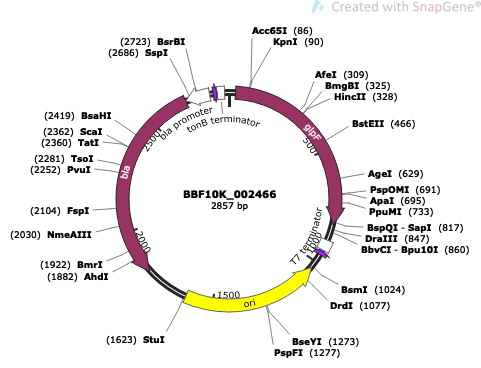 Created with SnapGene®
(2723) BsrBI
(2686) SspI
Acc65I (86)
KpnI (90)
AfeI (309)
BmgBI (325)
HincII (328)
BstEII (466)
AgeI (629)
PspOMI (691)
ApaI (695)
PpuMI (733)
BspQI - SapI (817)
DraIII (847)
BbvCI - Bpu10I (860)
BsmI (1024)
DrdI (1077)
BseYI (1273)
PspFI (1277)
(1623) StuI
(1882) AhdI
(1922) BmrI
(2030) NmeAIII
(2104) FspI
(2252) PvuI
(2281) TsoI
(2360) TatI
(2362) ScaI
(2419) BsaHI
bla promoter
tonB terminator
glpF
T7 terminator
ori
bla
500
1000
1500
2000
2500
BBF10K_002466
2857 bp